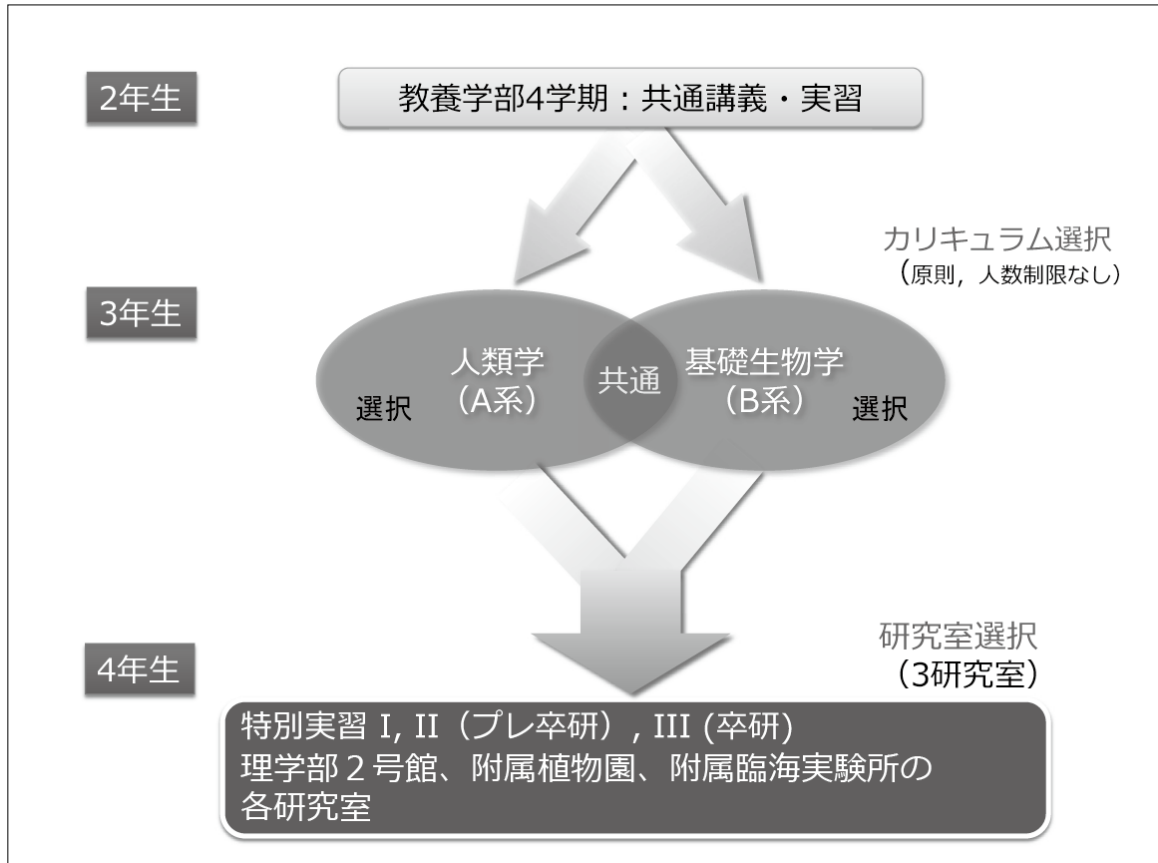 2年生
教養学部4学期：共通講義・実習
カリキュラム選択
（原則，人数制限なし）
3年生
人類学
（A系）
選択
共通
基礎生物学
（B系）
選択
4年生
研究室選択
（3研究室）
特別実習 I, II（プレ卒研）, III (卒研)
理学部２号館、附属植物園、附属臨海実験所の
各研究室